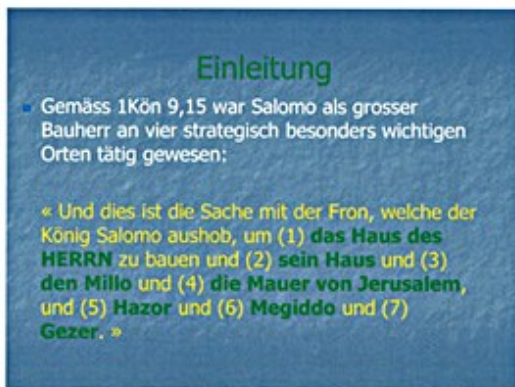 Einleitung
Gemäss 1Kön 9,15 war Salomo als grosser
Bauherr an vier strategisch besonders wichtigen
Orten tätig gewesen:
« Und dies ist die Sache mit der Fron, welche der
König Salomo aushob, um (1) das Haus des
HERRN zu bauen und (2) sein Haus und (3)
den Millo und (4) die Mauer von Jerusalem,
und (5) Hazor und (6) Megiddo und (7)
Gezer. »